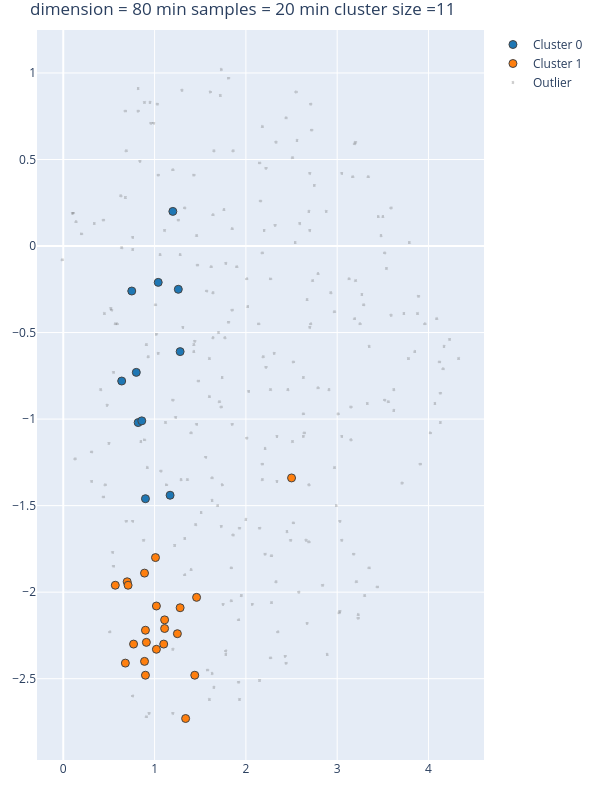 dimension = 80 min samples = 20 min cluster size =11
Cluster 0
Cluster 1
Outlier
1
0.5
0
−0.5
−1
−1.5
−2
−2.5
0 1 2 3 4